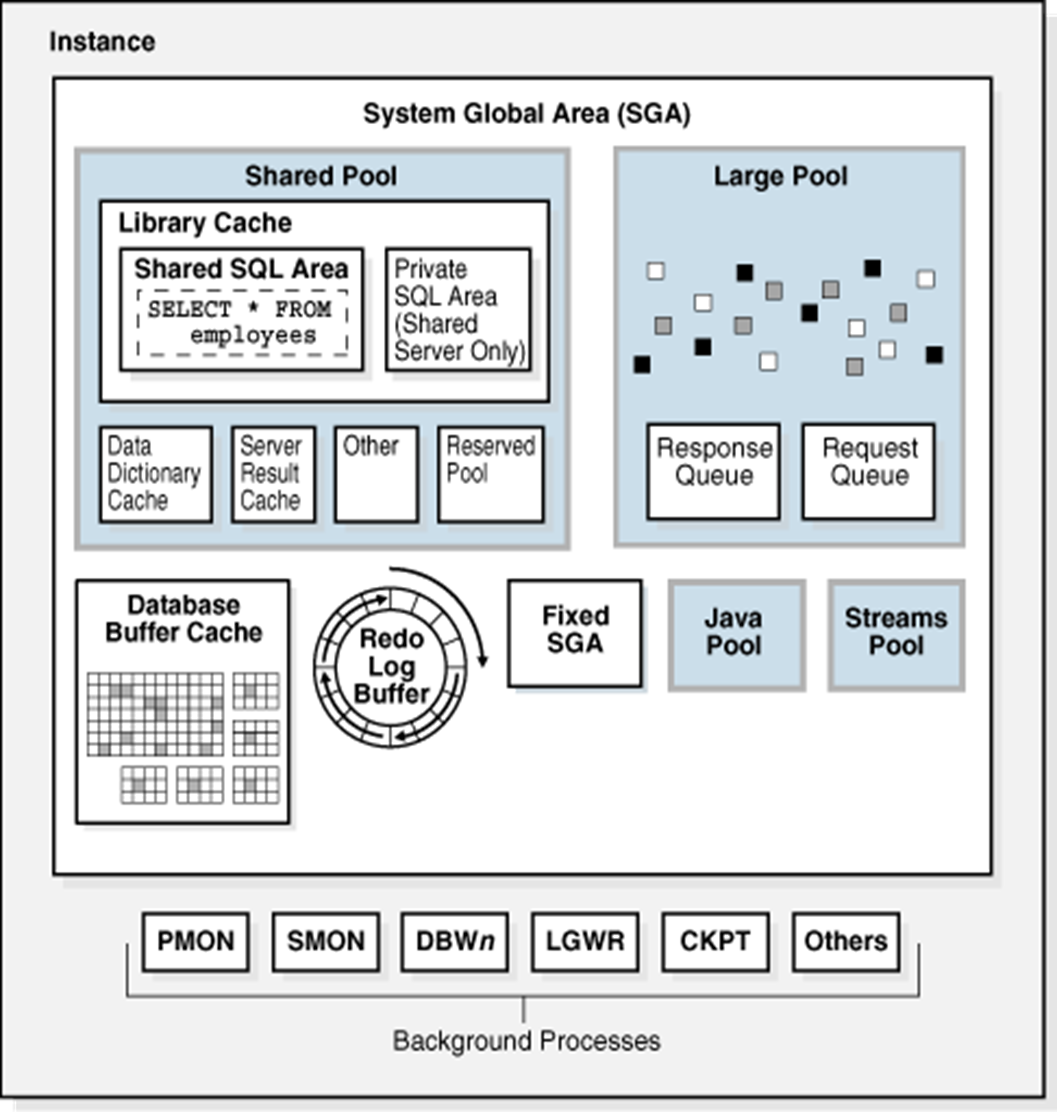 Instance
System Global Area (SGA)
Shared Pool
Library Cache
Shared SQL Area
SELECT * FROM
employees
Private
SQL Area
(Shared
Server Only)
Data
Dictionary
Cache
Server
Result
Cache
Other
Reserved
Pool
Large Pool
Response
Queue
Request
Queue
Database
Buffer Cache
Redo
Log
Buffer
Fixed
SGA
Java
Pool
Streams
Pool
PMON
SMON
DBWn
LGWR
CKPT
Others
Background Processes